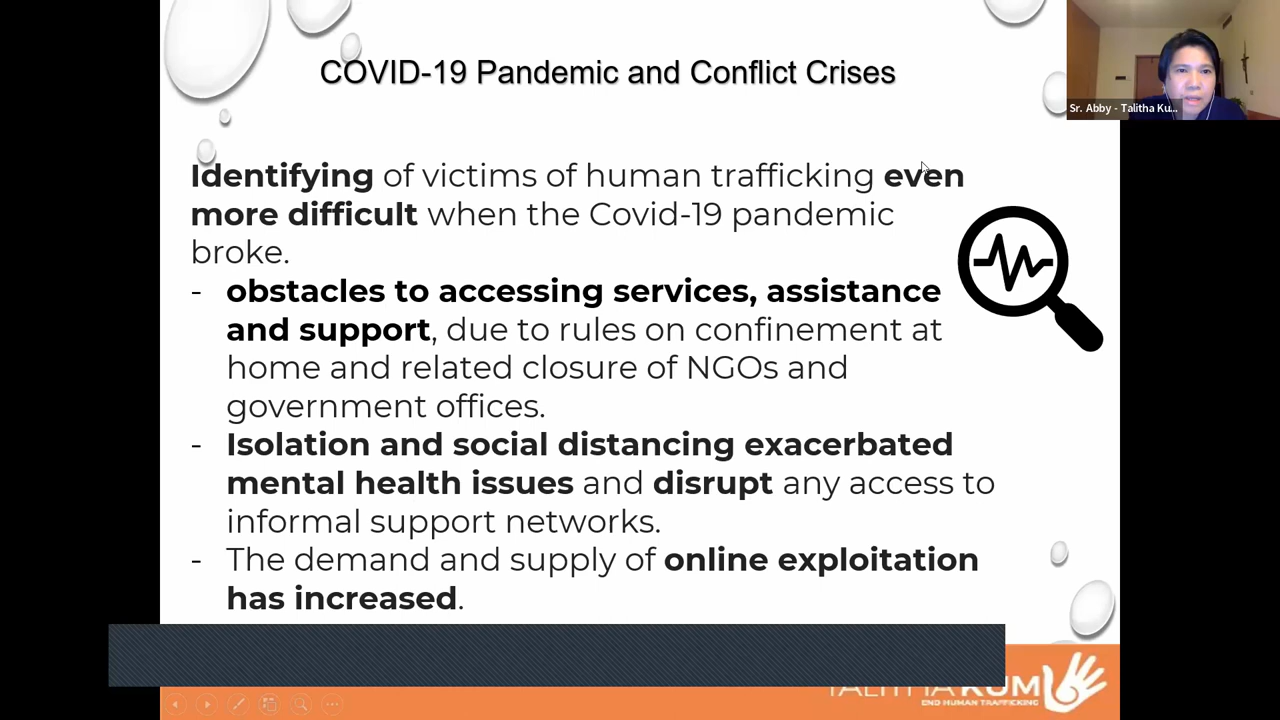 COVID-19 Pandemic and Conflict Crises
Sr. Abby - Talitha Ku...
Identifying of victims of human trafficking even
more difficult when the Covid-19 pandemic
broke.
- obstacles to accessing services, assistance
and support, due to rules on confinement at
home and related closure of NGOs and
government offices.
- Isolation and social distancing exacerbated
mental health issues and disrupt any access to
informal support networks.
- The demand and supply of online exploitation
has increased.
TALITHA KUM
END HUMAN TRAFFICKING